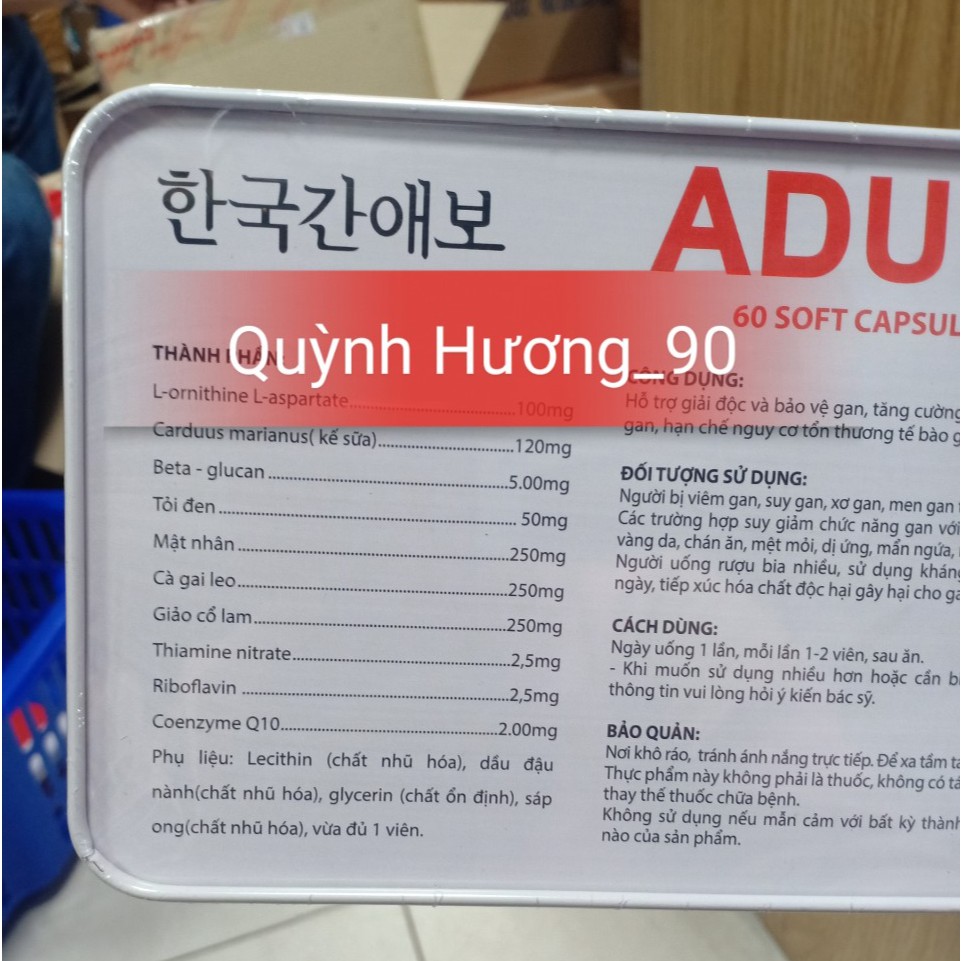 한국간애보
ADU
60 SOFT CAPSUL
Quỳnh Hương_90
THÀNH PHẦN:
L-ornithine L-aspartate..........100mg
Carduus marianus( kế sữa)..........120mg
Beta - glucan..........5.00mg
Tỏi đen.......... 50mg
Mật nhân..........250mg
Cà gai leo..........250mg
Giảo cổ lam..........250mg
Thiamine nitrate..........2,5mg
Riboflavin ..........2,5mg
Coenzyme Q10..........2.00mg
Phụ liệu: Lecithin (chất nhũ hóa), dầu đậu
nành(chất nhũ hóa), glycerin (chất ổn định), sáp
ong(chất nhũ hóa), vừa đủ 1 viên.
CÔNG DỤNG:
Hỗ trợ giải độc và bảo vệ gan, tăng cường
gan, hạn chế nguy cơ tổn thương tế bào g
ĐỐI TƯỢNG SỬ DỤNG:
Người bị viêm gan, suy gan, xơ gan, men gan
Các trường hợp suy giảm chức năng gan với
vàng da, chán ăn, mệt mỏi, dị ứng, mẩn ngứa,
Người uống rượu bia nhiều, sử dụng kháng
ngày, tiếp xúc hóa chất độc hại gây hại cho ga
CÁCH DÙNG:
Ngày uống 1 lần, mỗi lần 1-2 viên, sau ăn.
- Khi muốn sử dụng nhiều hơn hoặc cần b
thông tin vui lòng hỏi ý kiến bác sỹ.
BẢO QUẢN:
Nơi khô ráo, tránh ánh nắng trực tiếp. Để xa tầm ta
Thực phẩm này không phải là thuốc, không có tá
thay thế thuốc chữa bệnh.
Không sử dụng nếu mẫn cảm với bất kỳ thành
nào của sản phẩm.